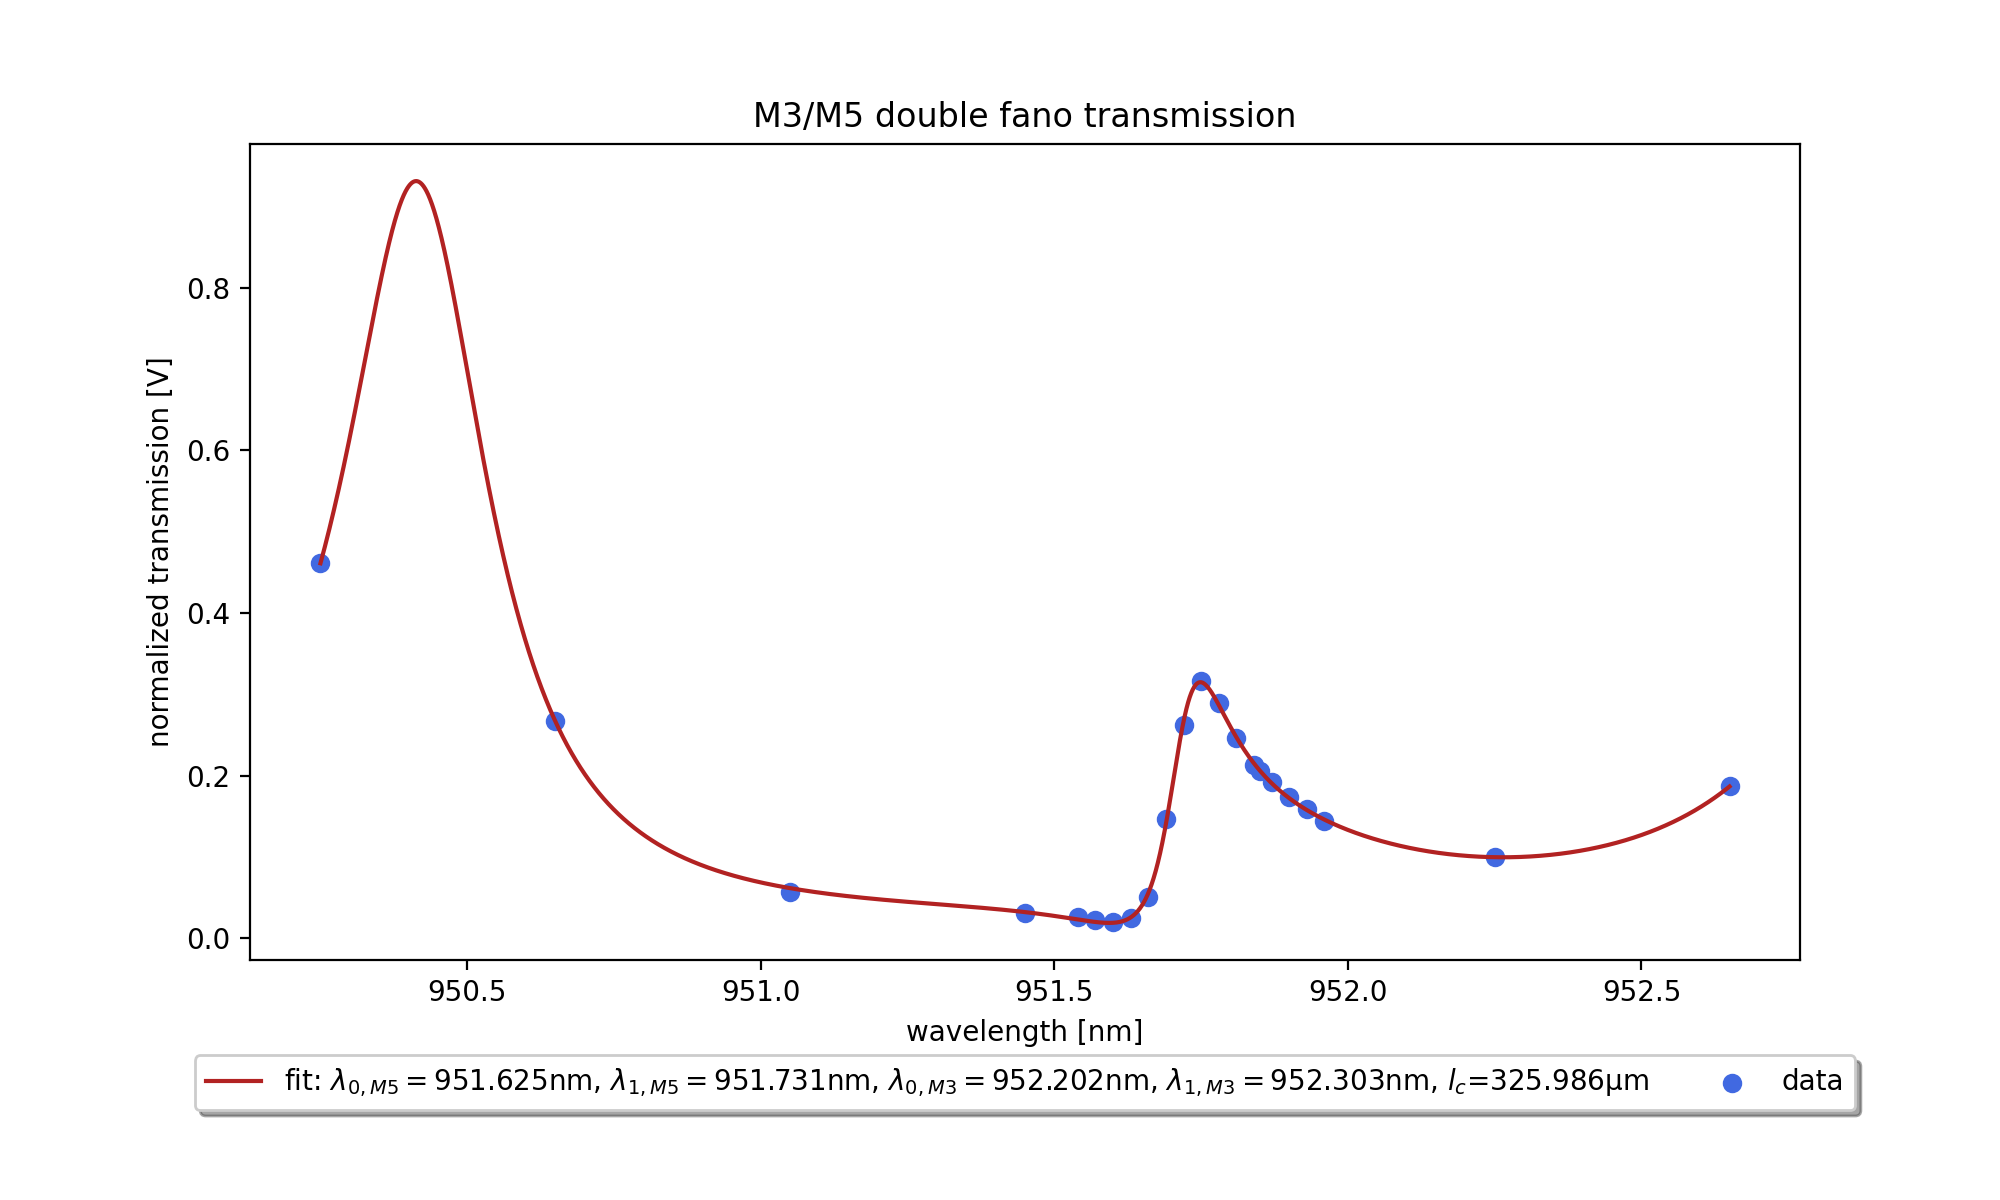 M3/M5 double fano transmission
normalized transmission [V]
0.8
0.6
0.4
0.2
0.0
950.5 951.0 951.5 952.0 952.5
wavelength [nm]
fit: λ₀,M5 = 951.625nm, λ₁,M5 = 951.731nm, λ₀,M3 = 952.202nm, λ₁,M3 = 952.303nm, l_c=325.986μm data